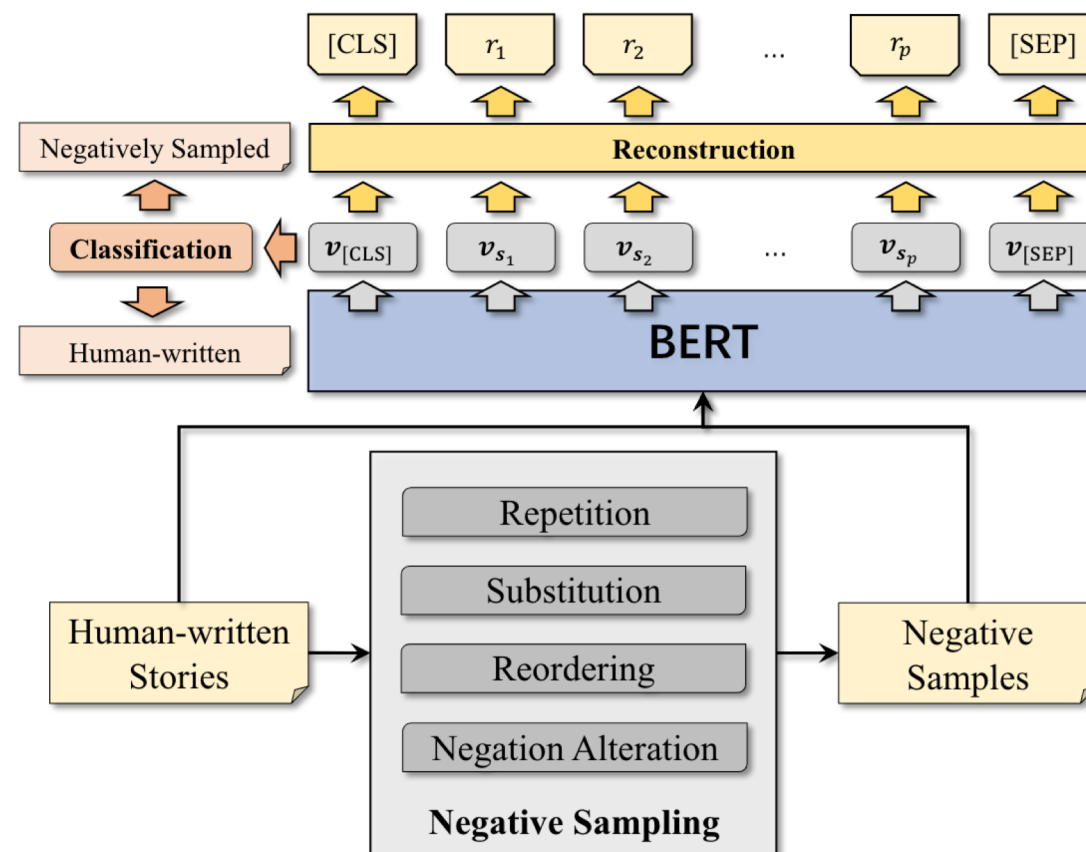 [CLS] r₁ r₂ ... rₚ [SEP]
Negatively Sampled
Reconstruction
Classification
v[CLS] vₛ₁ vₛ₂ ... vₛₚ v[SEP]
Human-written
BERT
Repetition
Substitution
Human-written
Stories
Reordering
Negative
Samples
Negation Alteration
Negative Sampling